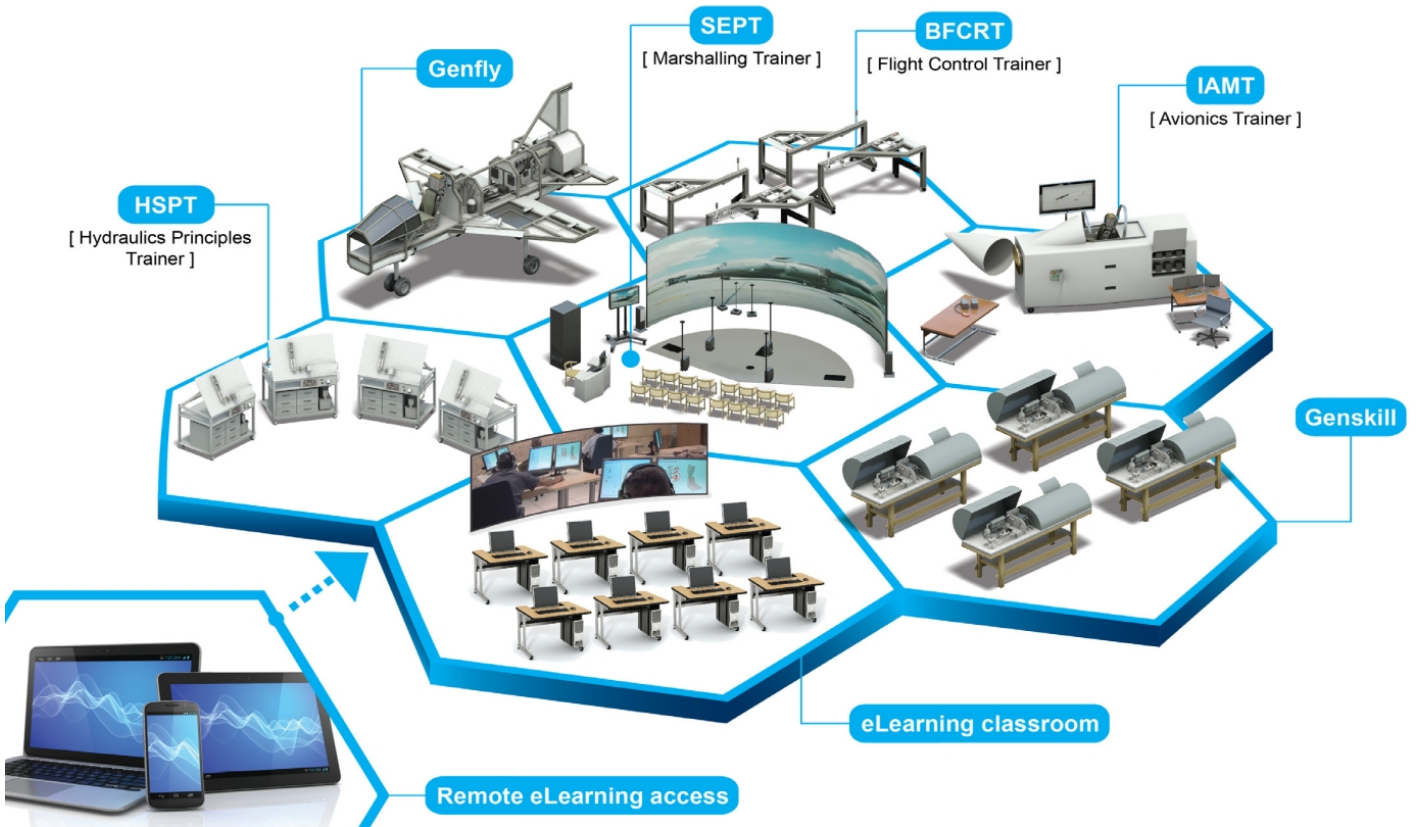 SEPT
[ Marshalling Trainer ]
BFCRT
[ Flight Control Trainer ]
Genfly
IAMT
[ Avionics Trainer ]
HSPT
[ Hydraulics Principles
Trainer ]
Genskill
eLearning classroom
Remote eLearning access